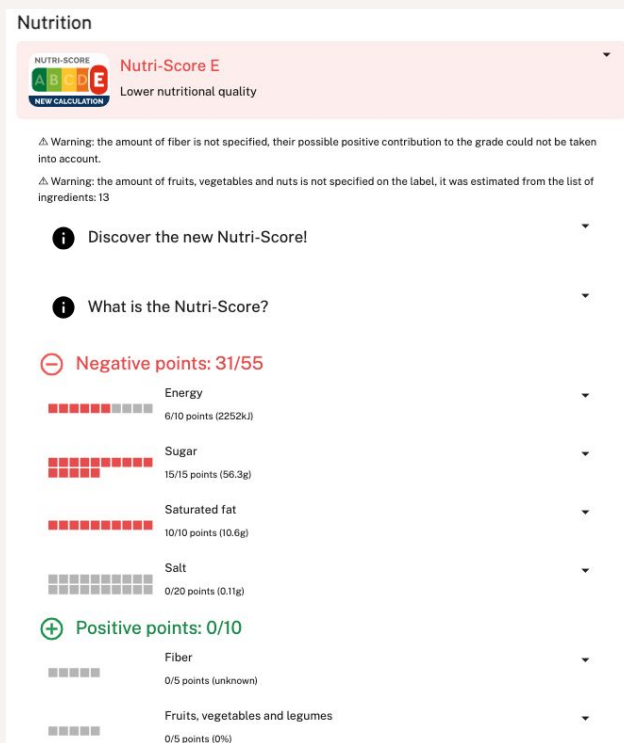 Nutrition
NUTRI-SCORE
A B C D E
NEW CALCULATION
Nutri-Score E
Lower nutritional quality
⚠ Warning: the amount of fiber is not specified, their possible positive contribution to the grade could not be taken
into account.
⚠ Warning: the amount of fruits, vegetables and nuts is not specified on the label, it was estimated from the list of
ingredients: 13
Discover the new Nutri-Score!
What is the Nutri-Score?
Negative points: 31/55
Energy
6/10 points (2252kJ)
Sugar
15/15 points (56.3g)
Saturated fat
10/10 points (10.6g)
Salt
0/20 points (0.11g)
Positive points: 0/10
Fiber
0/5 points (unknown)
Fruits, vegetables and legumes
0/5 points (0%)